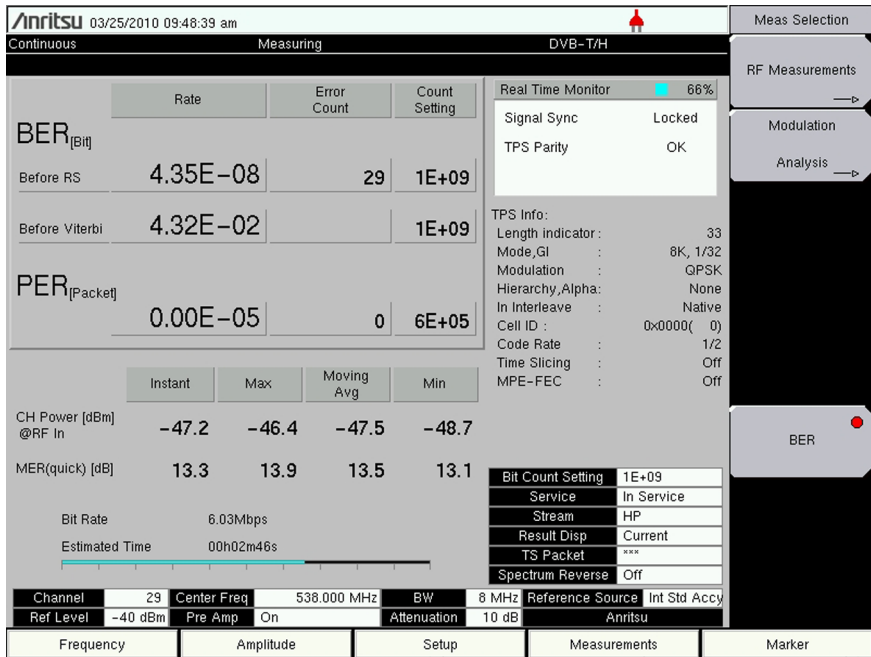 Anritsu 03/25/2010 09:48:39 am
Continuous Measuring DVB-T/H
Rate Error Count Count Setting
BER[Bit]
Before RS 4.35E-08 29 1E+09
Before Viterbi 4.32E-02 1E+09
PER[Packet]
0.00E-05 0 6E+05
Instant Max Moving Avg Min
CH Power [dBm] @RF In -47.2 -46.4 -47.5 -48.7
MER(quick) [dB] 13.3 13.9 13.5 13.1
Bit Rate 6.03Mbps
Estimated Time 00h02m46s
Real Time Monitor 66%
Signal Sync Locked
TPS Parity OK
TPS Info:
Length indicator : 33
Mode,GI : 8K, 1/32
Modulation : QPSK
Hierarchy,Alpha: None
In Interleave : Native
Cell ID : 0x0000( 0)
Code Rate : 1/2
Time Slicing : Off
MPE-FEC : Off
Bit Count Setting 1E+09
Service In Service
Stream HP
Result Disp Current
TS Packet ***
Spectrum Reverse Off
Channel 29 Center Freq 538.000 MHz BW 8 MHz Reference Source Int Std Accy
Ref Level -40 dBm Pre Amp On Attenuation 10 dB Anritsu
Meas Selection
RF Measurements
Modulation
Analysis
BER
Frequency Amplitude Setup Measurements Marker